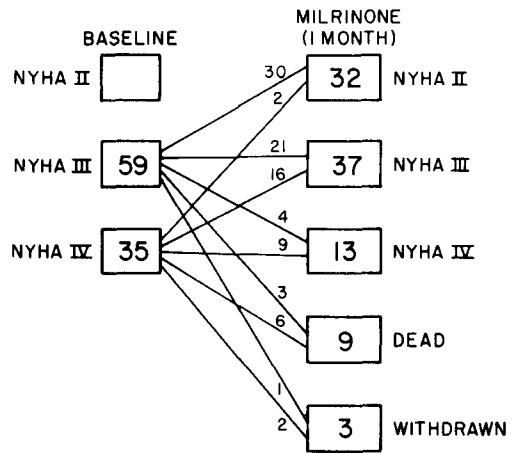 BASELINE
MILRINONE
(1 MONTH)
NYHA II
30
32
NYHA II
2
NYHA III
59
21
37
NYHA III
16
NYHA IV
35
4
9
13
NYHA IV
3
6
9
DEAD
1
2
3
WITHDRAWN